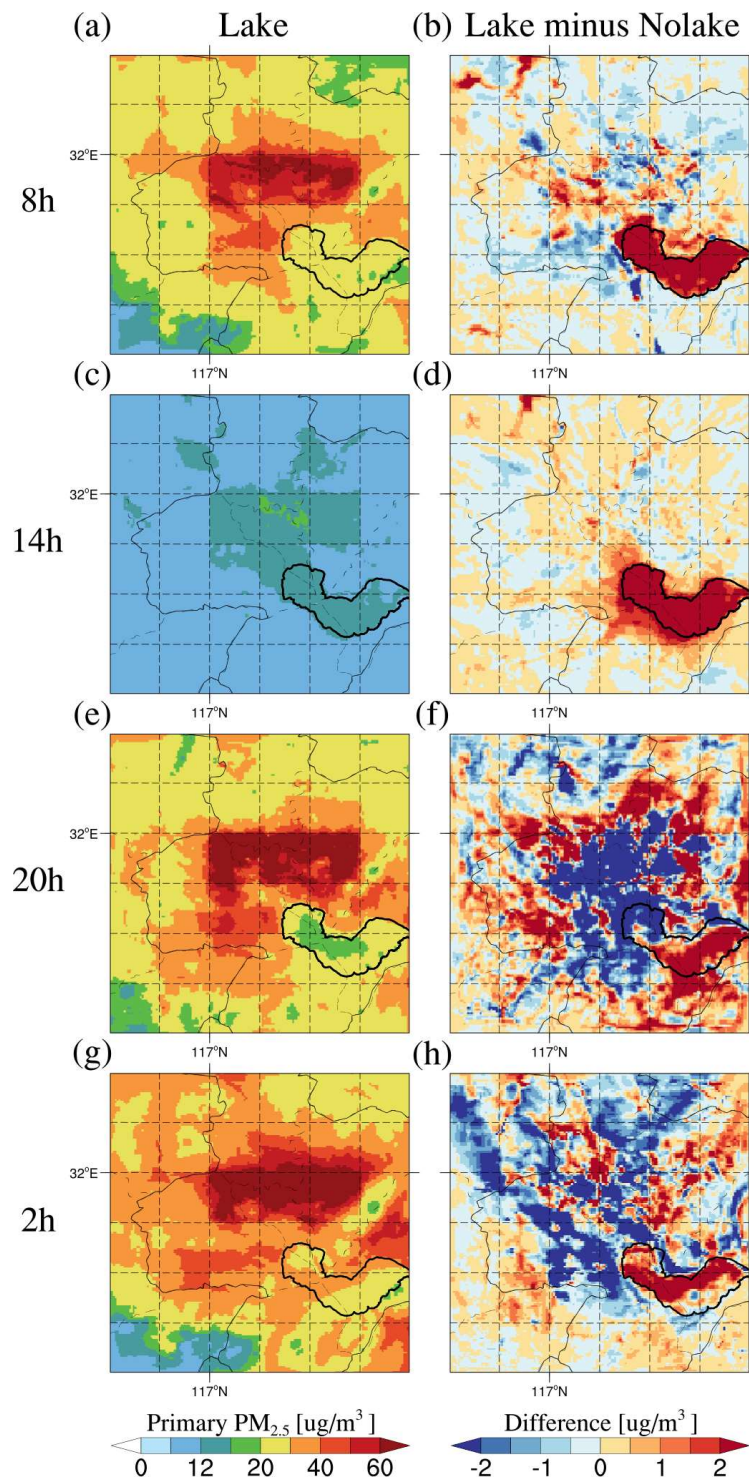 (a) Lake (b) Lake minus Nolake
32°E
8h
117°N 117°N
(c) (d)
32°E
14h
117°N 117°N
(e) (f)
32°E
20h
117°N 117°N
(g) (h)
32°E
2h
117°N 117°N
Primary PM2.5 [ug/m3 ] Difference [ug/m3]
0 12 20 40 60 -2 -1 0 1 2